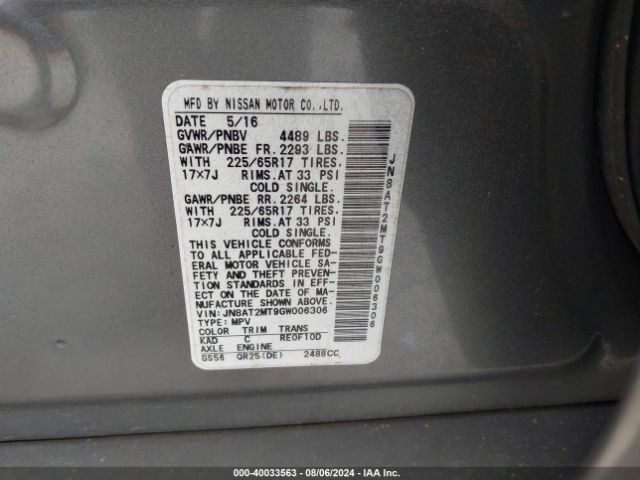 MFD BY NISSAN MOTOR CO.,LTD.
DATE 5/16
GVWR/PNBV 4489 LBS.
GAWR/PNBE FR. 2293 LBS.
WITH 225/65R17 TIRES,
17×7J RIMS.AT 33 PSI
COLD SINGLE.
GAWR/PNBE RR. 2264 LBS.
WITH 225/65R17 TIRES,
17×7J RIMS.AT 33 PSI
COLD SINGLE.
THIS VEHICLE CONFORMS
TO ALL APPLICABLE FED-
ERAL MOTOR VEHICLE SA-
FETY AND THEFT PREVEN-
TION STANDARDS IN EFF-
ECT ON THE DATE OF MA-
NUFACTURE SHOWN ABOVE.
VIN:JN8AT2MT9GW006306
TYPE:MPV
COLOR TRIM TRANS
KAD C RE0F10D
AXLE ENGINE
GS56 QR25(DE) 2488CC
JN8AT2MT9GW006306
000-40033563 - 08/06/2024 - IAA Inc.